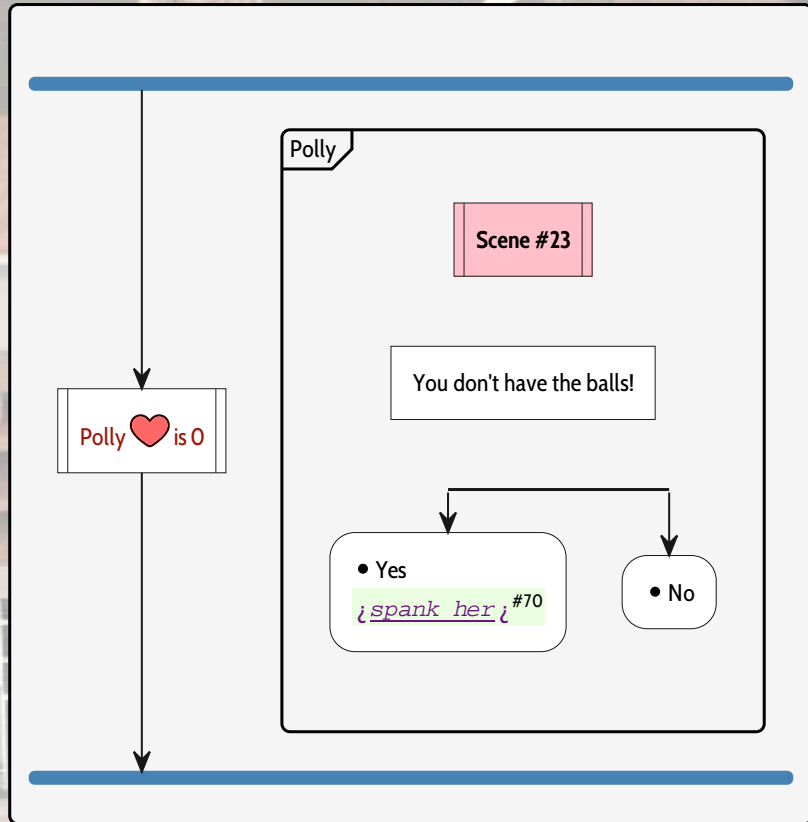 Polly
Scene #23
You don't have the balls!
Polly ❤ is 0
• Yes
¿spank her¿#70
• No